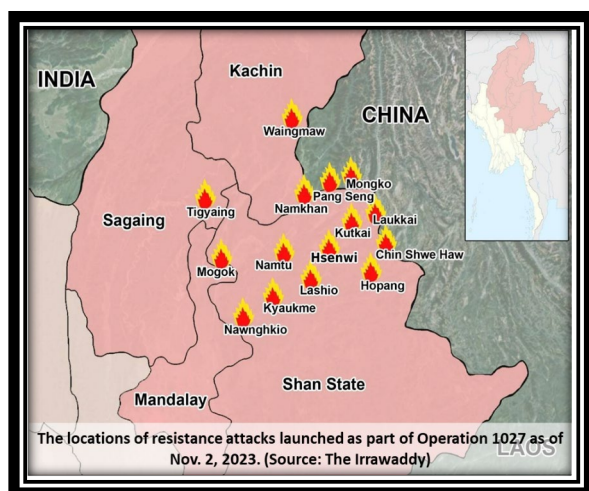 INDIA
Kachin
CHINA
Waingmaw
Mongko
Pang Seng
Namkhan
Tigyaing
Laukkai
Sagaing
Kutkai
Hsenwi
Chin Shwe Haw
Namtu
Mogok
Hopang
Lashio
Kyaukme
Nawnghkio
Shan State
Mandalay
LAOS
The locations of resistance attacks launched as part of Operation 1027 as of
Nov. 2, 2023. (Source: The Irrawaddy)